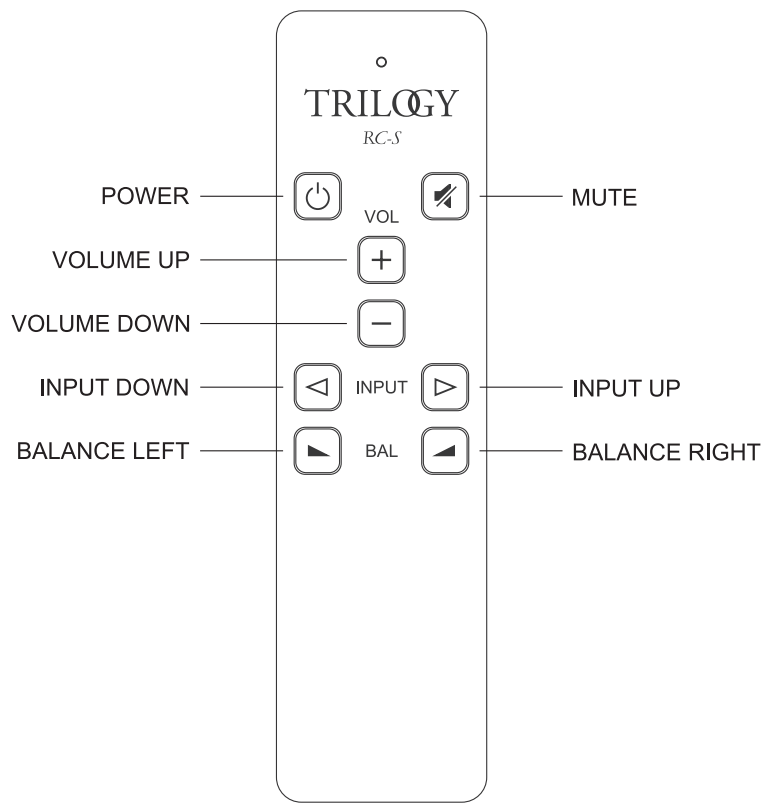 TRILOGY
RC-S
POWER
MUTE
VOL
VOLUME UP
VOLUME DOWN
INPUT DOWN
INPUT
INPUT UP
BALANCE LEFT
BAL
BALANCE RIGHT